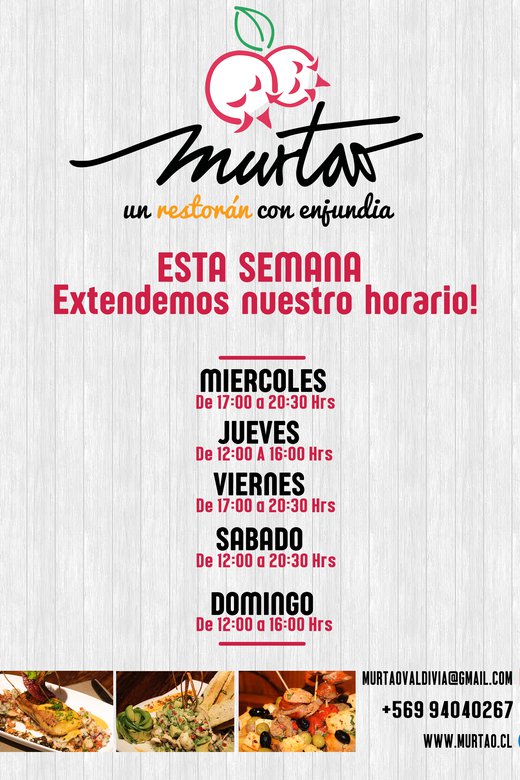 murtao
un restorán con enjundia
ESTA SEMANA
Extendemos nuestro horario!
MIERCOLES
De 17:00 a 20:30 Hrs
JUEVES
De 12:00 A 16:00 Hrs
VIERNES
De 17:00 a 20:30 Hrs
SABADO
De 12:00 a 20:30 Hrs
DOMINGO
De 12:00 a 16:00 Hrs
MURTAOVALDIVIA@GMAIL.COM
+569 94040267
WWW.MURTAO.CL